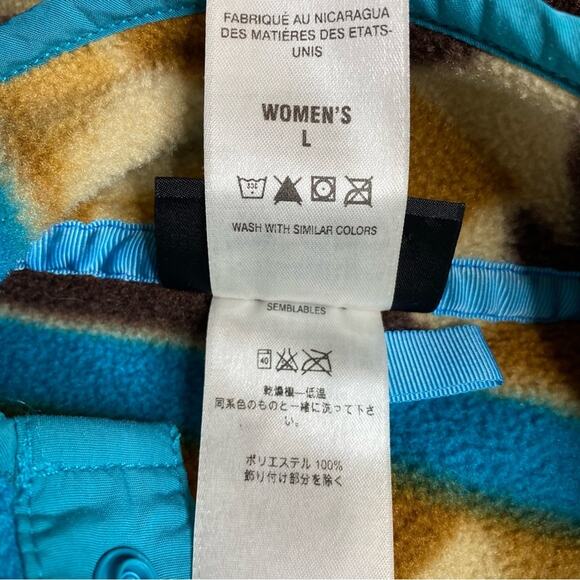 FABRIQUÉ AU NICARAGUA
DES MATIÈRES DES ETATS-
UNIS
WOMEN'S
L
WASH WITH SIMILAR COLORS
SEMBLABLES
40
乾燥機—低温
同系色のものと一緒に洗って下さ
い。
ポリエステル 100%
飾り付け部分を除く